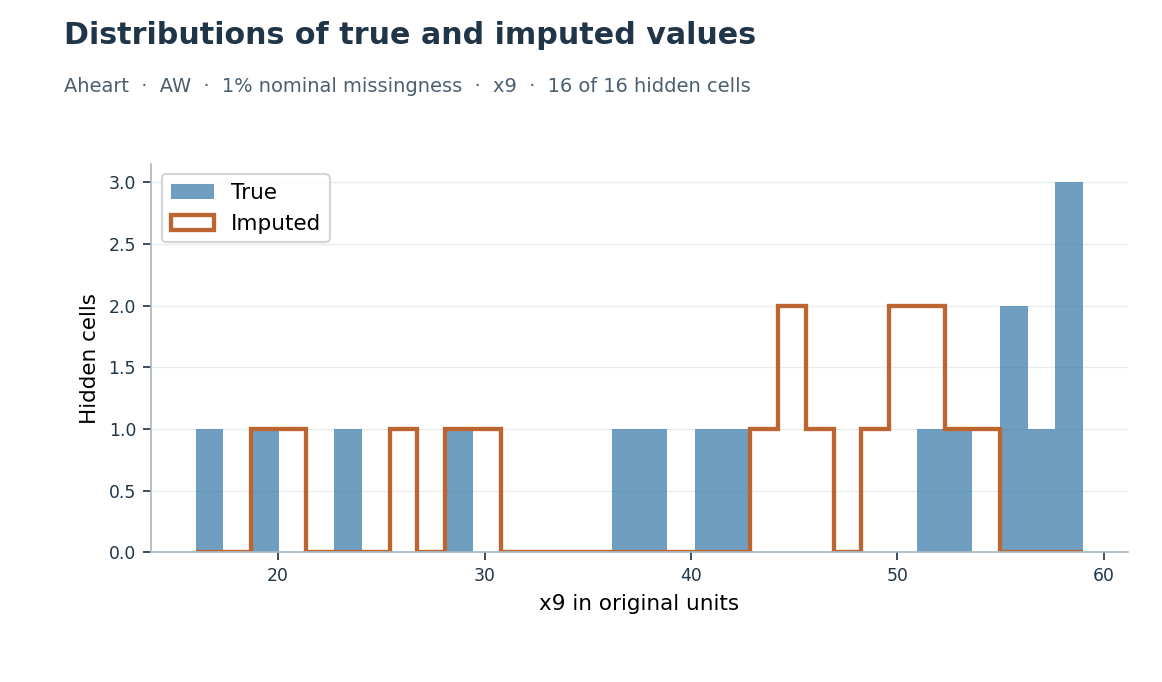 Distributions of true and imputed values
Aheart · AW · 1% nominal missingness · x9 · 16 of 16 hidden cells
True
Imputed
Hidden cells
3.0
2.5
2.0
1.5
1.0
0.5
0.0
20 30 40 50 60
x9 in original units